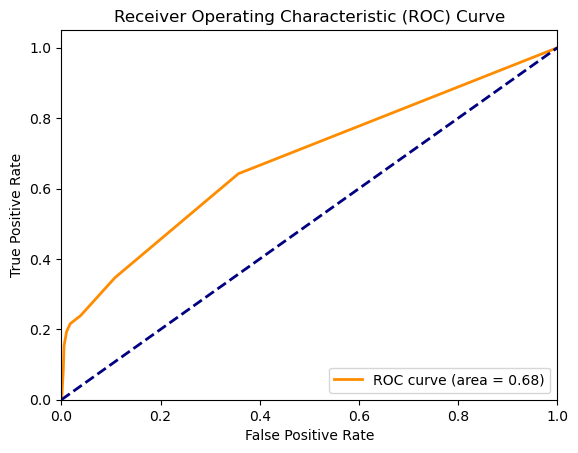 Receiver Operating Characteristic (ROC) Curve
1.0
0.8
0.6
0.4
0.2
0.0
True Positive Rate
ROC curve (area = 0.68)
0.0 0.2 0.4 0.6 0.8 1.0
False Positive Rate